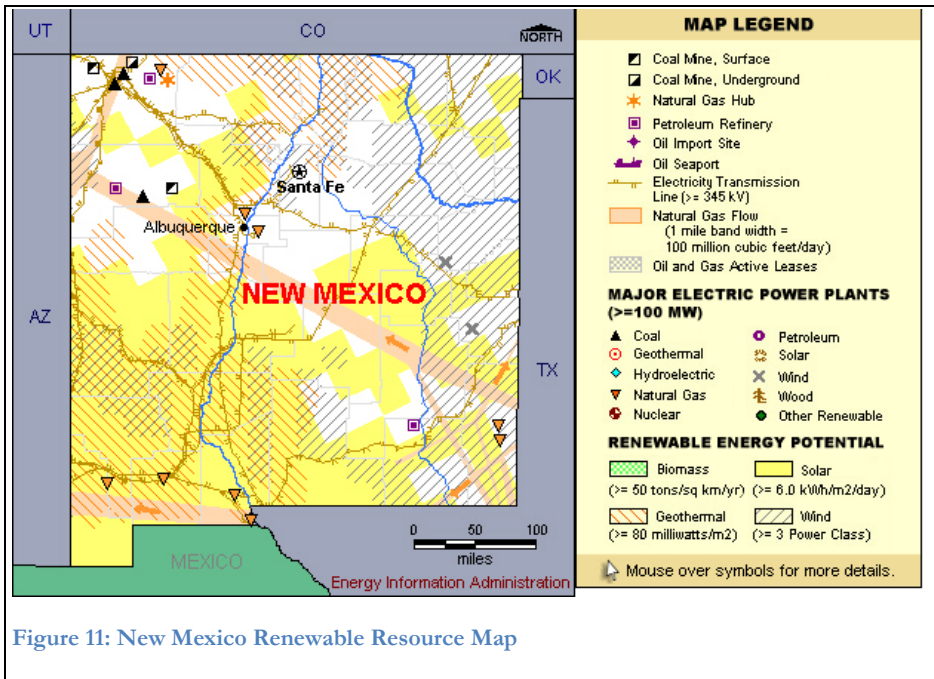 UT
CO
NORTH
OK
Santa Fe
Albuquerque
NEW MEXICO
AZ
TX
MEXICO
0 50 100
miles
Energy Information Administration
MAP LEGEND
Coal Mine, Surface
Coal Mine, Underground
Natural Gas Hub
Petroleum Refinery
Oil Import Site
Oil Seaport
Electricity Transmission
Line (>= 345 kV)
Natural Gas Flow
(1 mile band width =
100 million cubic feet/day)
Oil and Gas Active Leases
MAJOR ELECTRIC POWER PLANTS
(>=100 MW)
Coal Petroleum
Geothermal Solar
Hydroelectric Wind
Natural Gas Wood
Nuclear Other Renewable
RENEWABLE ENERGY POTENTIAL
Biomass Solar
(>= 50 tons/sq km/yr) (>= 6.0 kWh/m2/day)
Geothermal Wind
(>= 80 milliwatts/m2) (>= 3 Power Class)
Mouse over symbols for more details.
Figure 11: New Mexico Renewable Resource Map